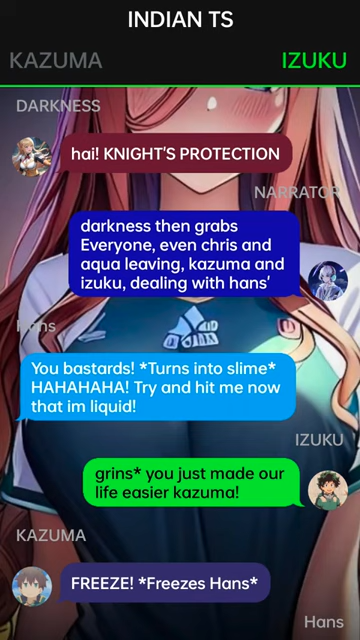 INDIAN TS
KAZUMA
IZUKU
DARKNESS
hai! KNIGHT'S PROTECTION
NARRATOR
darkness then grabs
Everyone, even chris and
aqua leaving, kazuma and
izuku, dealing with hans'
Hans
You bastards! *Turns into slime*
HAHAHAHA! Try and hit me now
that im liquid!
IZUKU
grins* you just made our
life easier kazuma!
KAZUMA
FREEZE! *Freezes Hans*
Hans